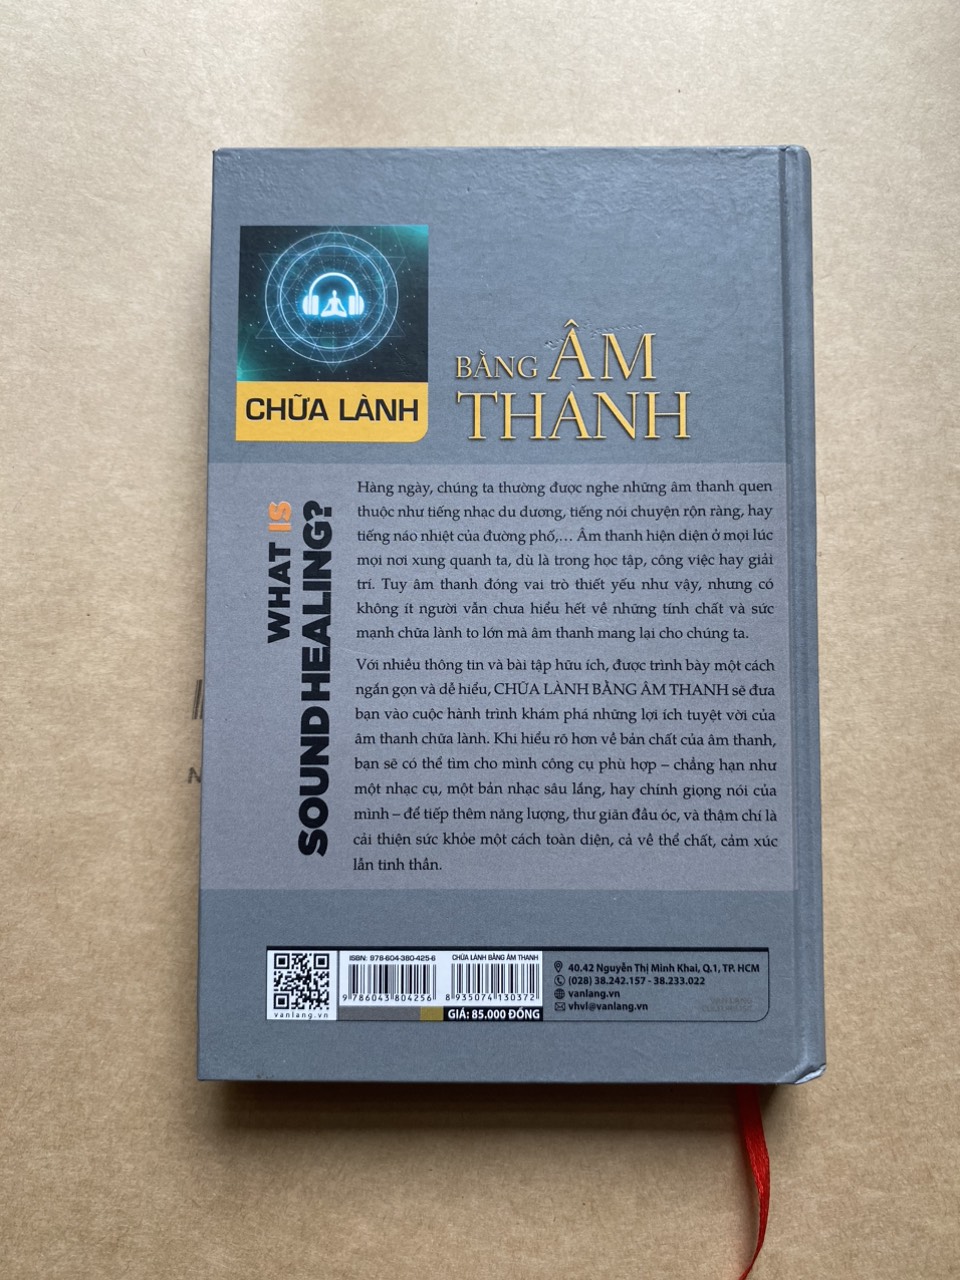 CHỮA LÀNH
BẰNG ÂM
THANH
WHAT IS
SOUND HEALING?
Hàng ngày, chúng ta thường được nghe những âm thanh quen
thuộc như tiếng nhạc du dương, tiếng nói chuyện rộn ràng, hay
tiếng náo nhiệt của đường phố,... Âm thanh hiện diện ở mọi lúc
mọi nơi xung quanh ta, dù là trong học tập, công việc hay giải
trí. Tuy âm thanh đóng vai trò thiết yếu như vậy, nhưng có
không ít người vẫn chưa hiểu hết về những tính chất và sức
mạnh chữa lành to lớn mà âm thanh mang lại cho chúng ta.
Với nhiều thông tin và bài tập hữu ích, được trình bày một cách
ngắn gọn và dễ hiểu, CHỮA LÀNH BẰNG ÂM THANH sẽ đưa
bạn vào cuộc hành trình khám phá những lợi ích tuyệt vời của
âm thanh chữa lành. Khi hiểu rõ hơn về bản chất của âm thanh,
bạn sẽ có thể tìm cho mình công cụ phù hợp – chẳng hạn như
một nhạc cụ, một bản nhạc sâu lắng, hay chính giọng nói của
mình – để tiếp thêm năng lượng, thư giãn đầu óc, và thậm chí là
cải thiện sức khỏe một cách toàn diện, cả về thể chất, cảm xúc
lẫn tinh thần.
vanlang.vn
ISBN: 978-604-380-425-6
9 786043 804256
CHỮA LÀNH BẰNG ÂM THANH
8 935074 130372
GIÁ: 85.000 ĐỒNG
40.42 Nguyễn Thị Minh Khai, Q.1, TP. HCM
(028) 38.242.157 - 38.233.022
vanlang.vn
vhvl@vanlang.vn
VAN LANG